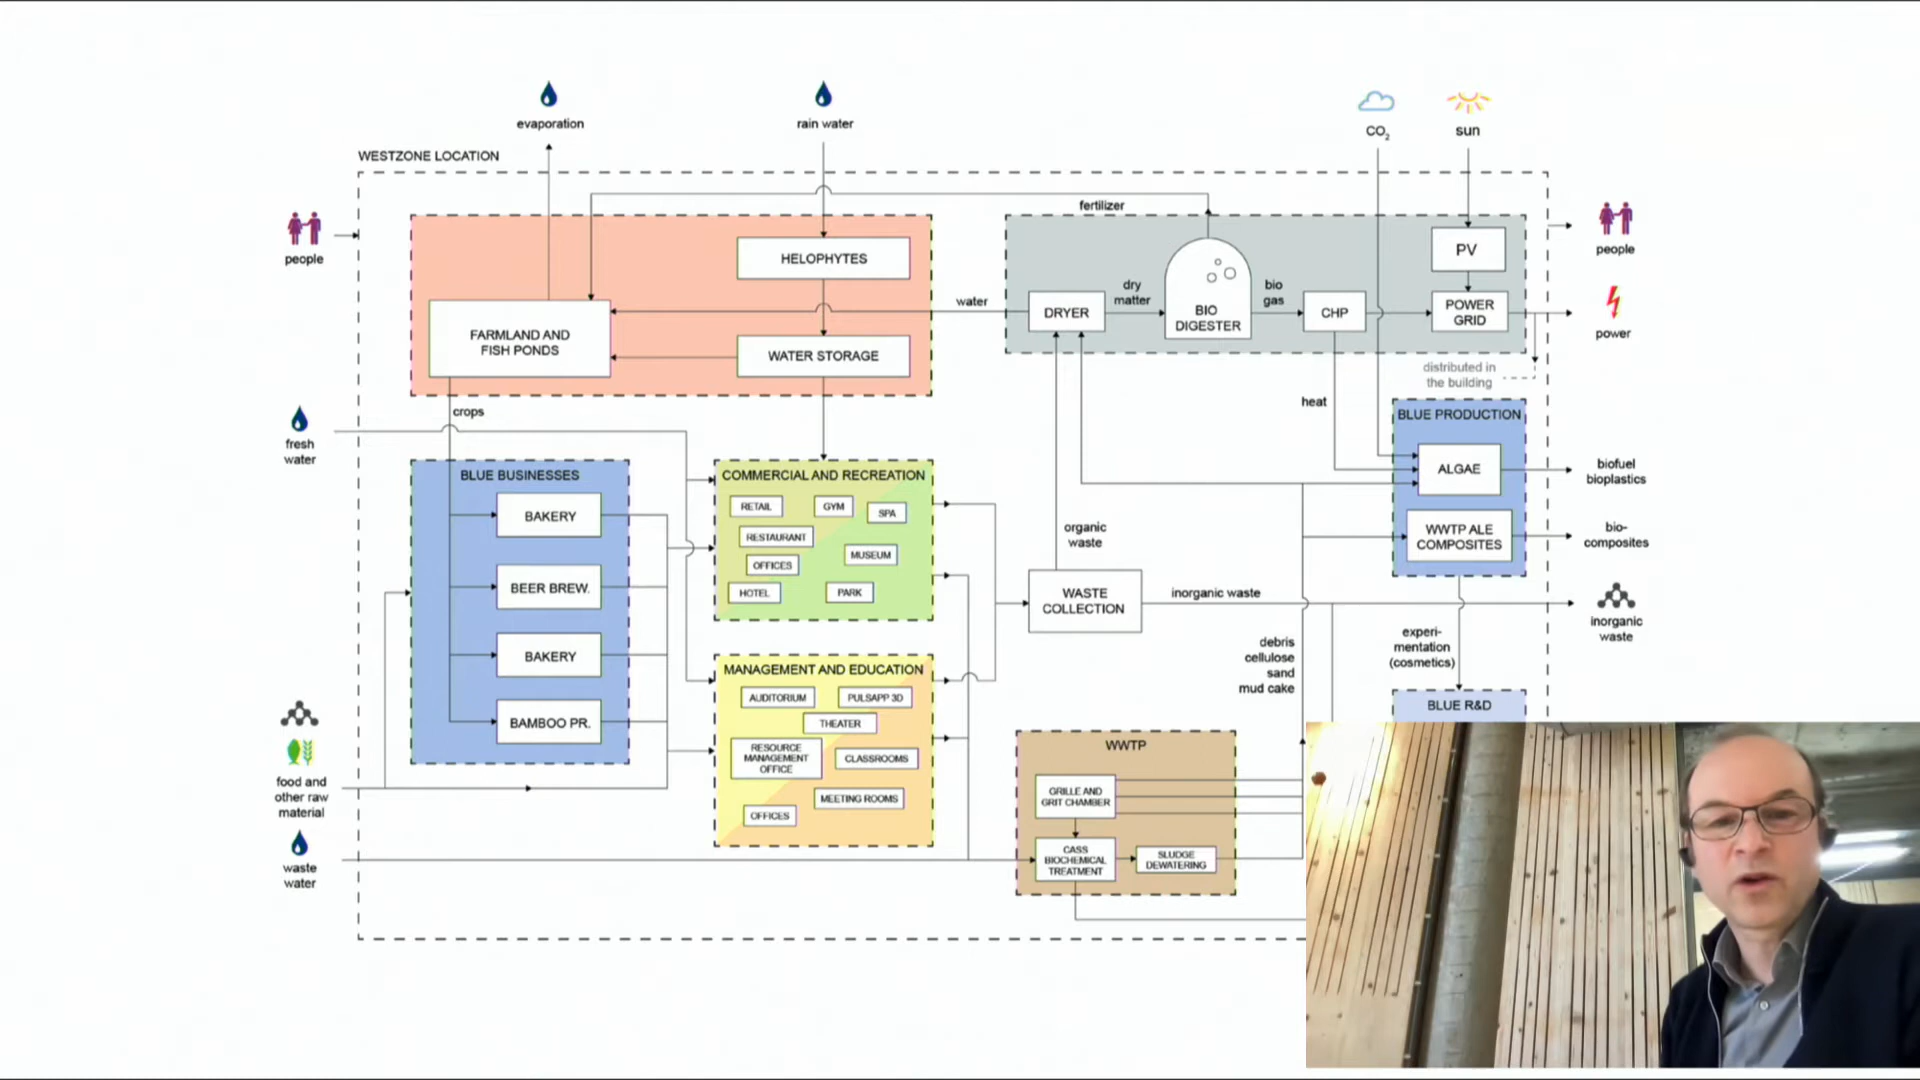 evaporation
rain water
CO2
sun
WESTZONE LOCATION
people
fertilizer
people
HELOPHYTES
PV
water
dry
matter
bio
gas
DRYER
BIO
DIGESTER
CHP
POWER
GRID
power
FARMLAND AND
FISH PONDS
WATER STORAGE
distributed in
the building
crops
heat
BLUE PRODUCTION
fresh
water
BLUE BUSINESSES
COMMERCIAL AND RECREATION
ALGAE
biofuel
bioplastics
BAKERY
RETAIL
GYM
SPA
RESTAURANT
MUSEUM
OFFICES
HOTEL
PARK
organic
waste
WWTP ALE
COMPOSITES
bio-
composites
BEER BREW.
WASTE
COLLECTION
inorganic waste
inorganic
waste
BAKERY
MANAGEMENT AND EDUCATION
debris
cellulose
sand
mud cake
experi-
mentation
(cosmetics)
AUDITORIUM
PULSAPP 3D
THEATER
BLUE R&D
BAMBOO PR.
RESOURCE
MANAGEMENT
OFFICE
CLASSROOMS
MEETING ROOMS
OFFICES
WWTP
food and
other raw
material
GRILLE AND
GRIT CHAMBER
waste
water
CASS
BIOCHEMICAL
TREATMENT
SLUDGE
DEWATERING